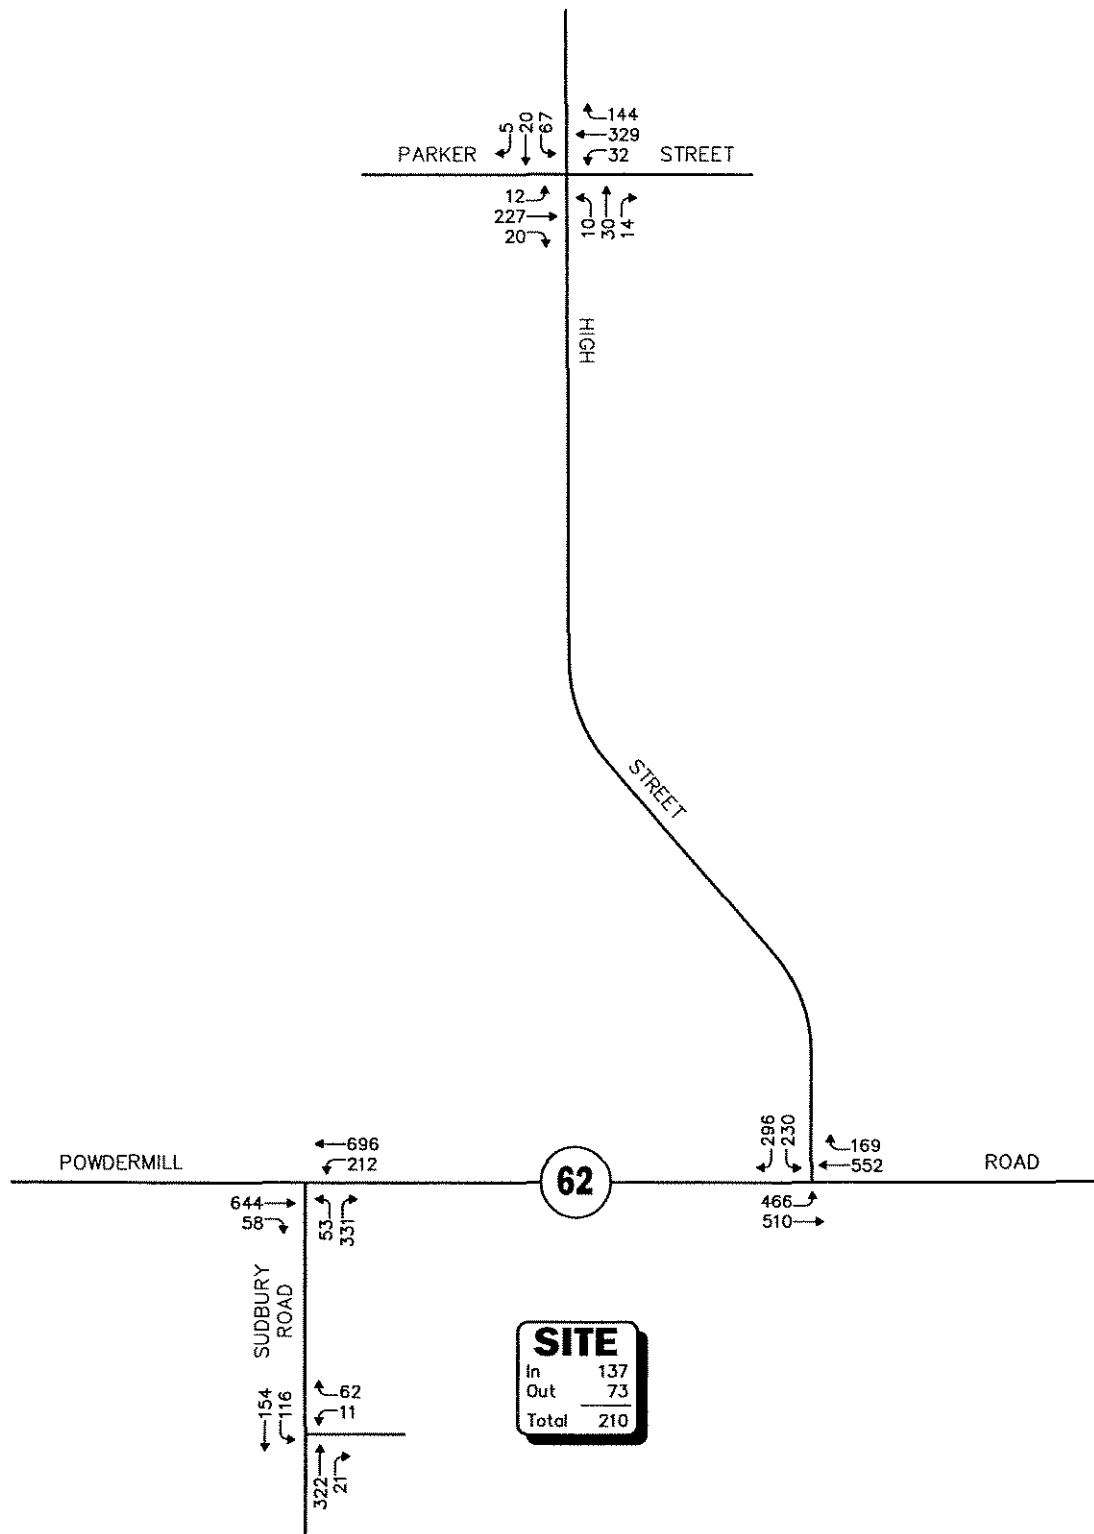 5
20
67
144
329
32
PARKER STREET
12
227
20
10
30
14
HIGH
STREET
296
230
169
552
696
212
POWDERMILL
62
ROAD
644
58
53
331
466
510
SUDBURY
ROAD
SITE
In 137
Out 73
Total 210
154
116
62
11
322
21